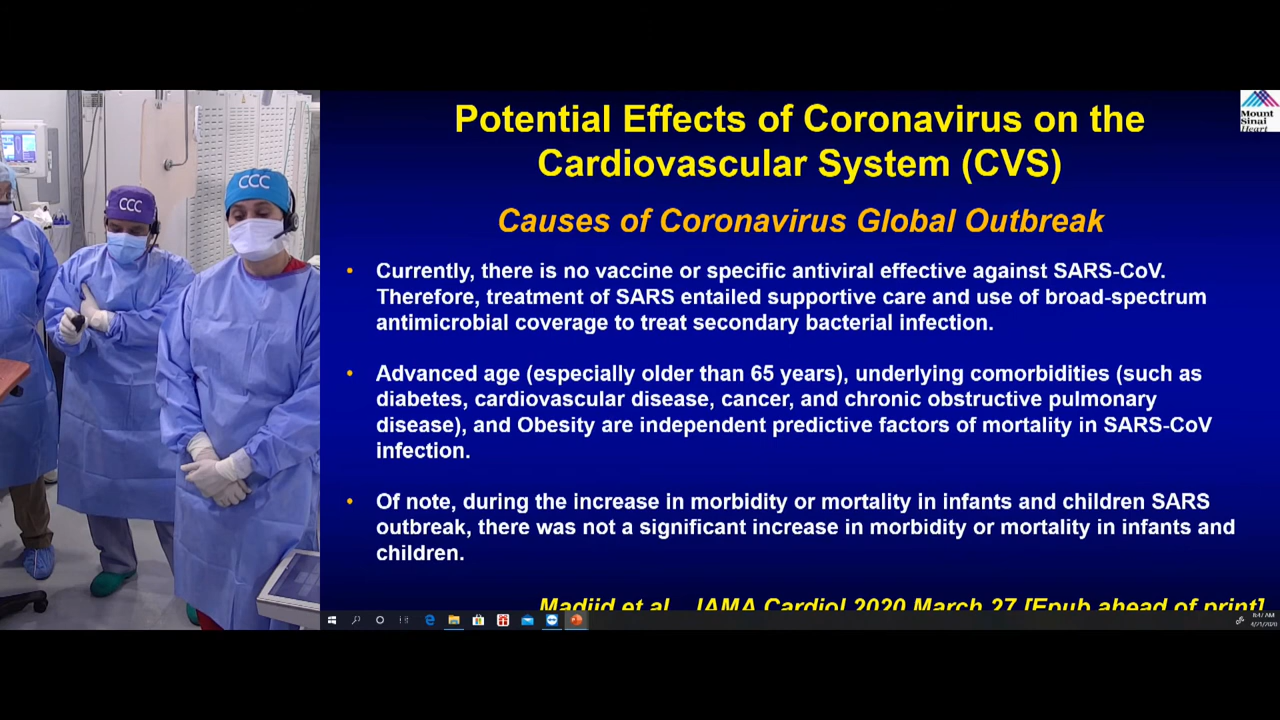 Potential Effects of Coronavirus on the
Cardiovascular System (CVS)
Mount
Sinai
Heart
Causes of Coronavirus Global Outbreak
• Currently, there is no vaccine or specific antiviral effective against SARS-CoV.
Therefore, treatment of SARS entailed supportive care and use of broad-spectrum
antimicrobial coverage to treat secondary bacterial infection.
• Advanced age (especially older than 65 years), underlying comorbidities (such as
diabetes, cardiovascular disease, cancer, and chronic obstructive pulmonary
disease), and Obesity are independent predictive factors of mortality in SARS-CoV
infection.
• Of note, during the increase in morbidity or mortality in infants and children SARS
outbreak, there was not a significant increase in morbidity or mortality in infants and
children.
Madjid et al., JAMA Cardiol 2020 March 27 [Epub ahead of print]
8:47 AM
4/21/2020
CCC
CCC